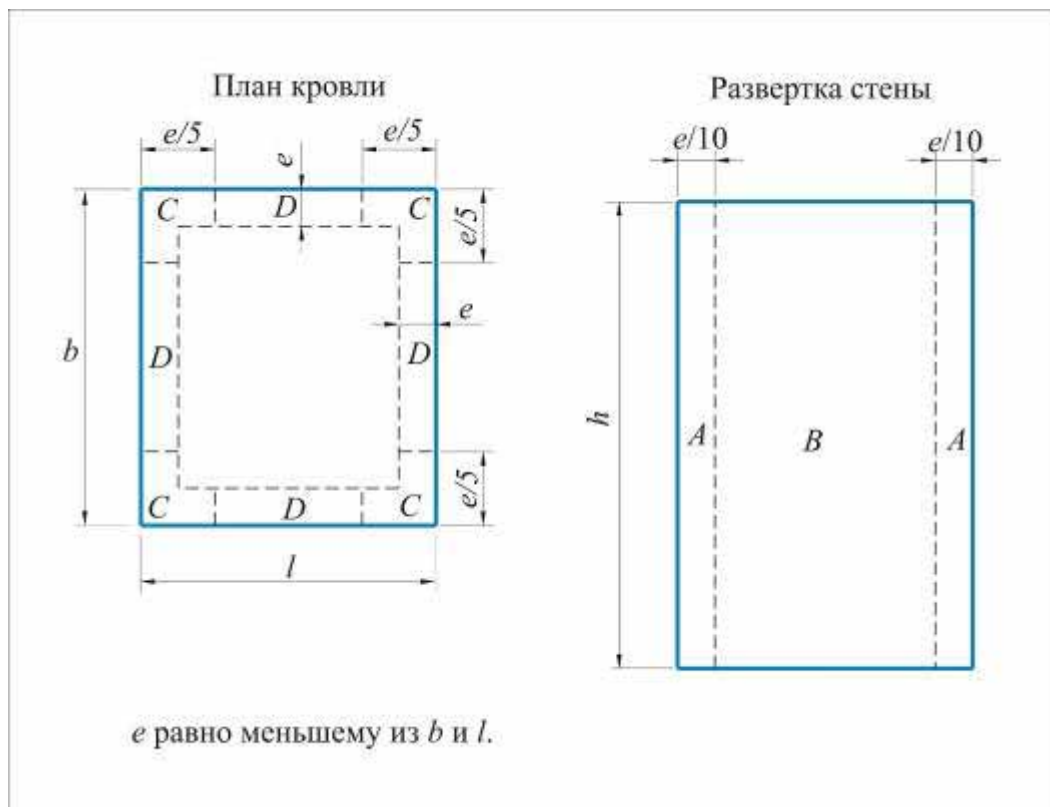 План кровли
Развертка стены
e/5
e/5
e
e/10
e/10
C
D
C
e/5
b
D
e
D
h
A
B
A
C
D
C
e/5
l
e равно меньшему из b и l.